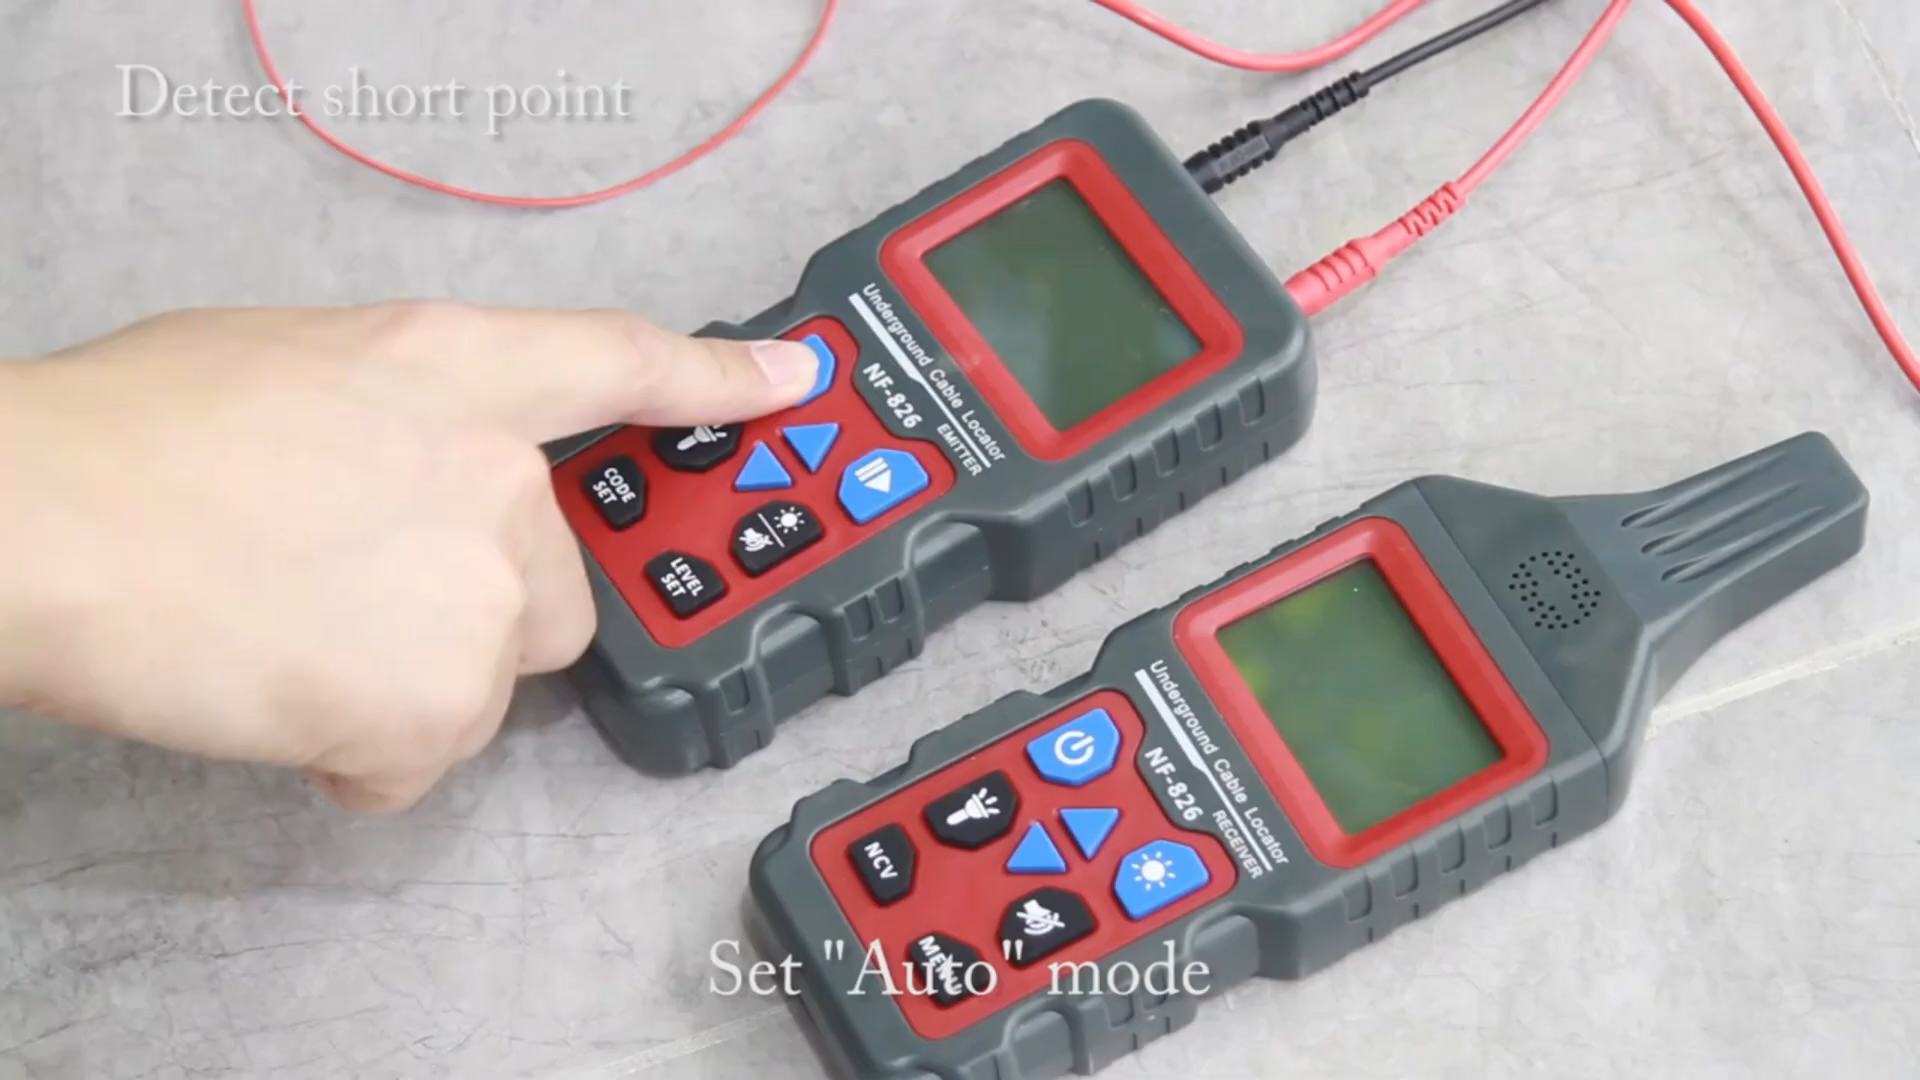 Detect short point
Underground Cable Locator
NF-826
EMITTER
CODE
SET
LEVEL
SET
Underground Cable Locator
NF-826
RECEIVER
NCV
MENU
Set "Auto" mode